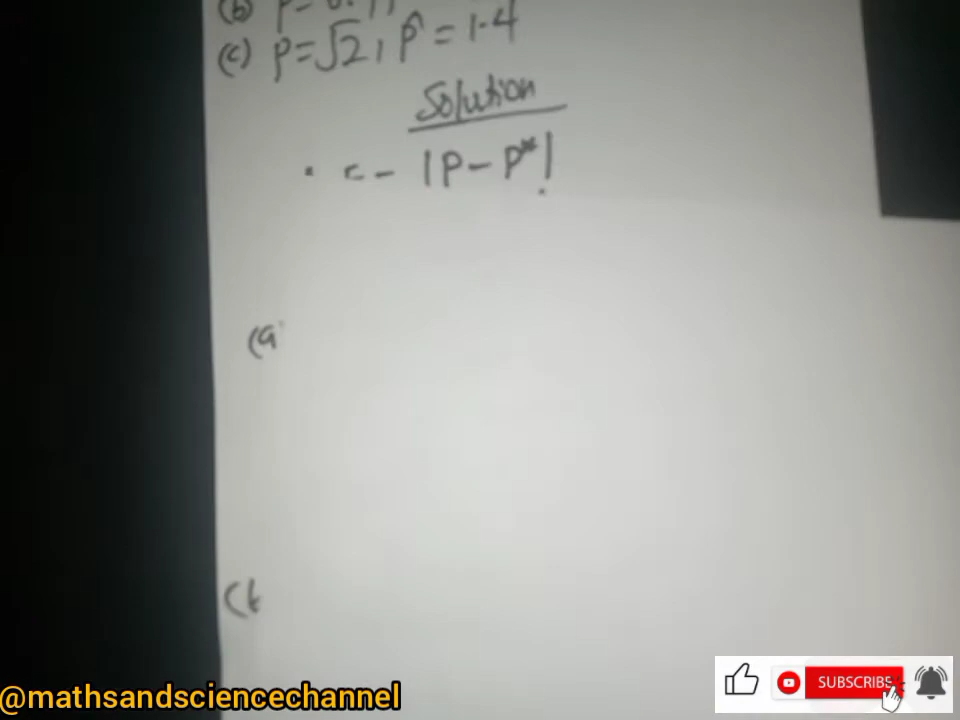 (c) p=√2, p̂ = 1.4
Solution
|p - p*|
(a
(b
@mathsandsciencechannel
SUBSCRIBE